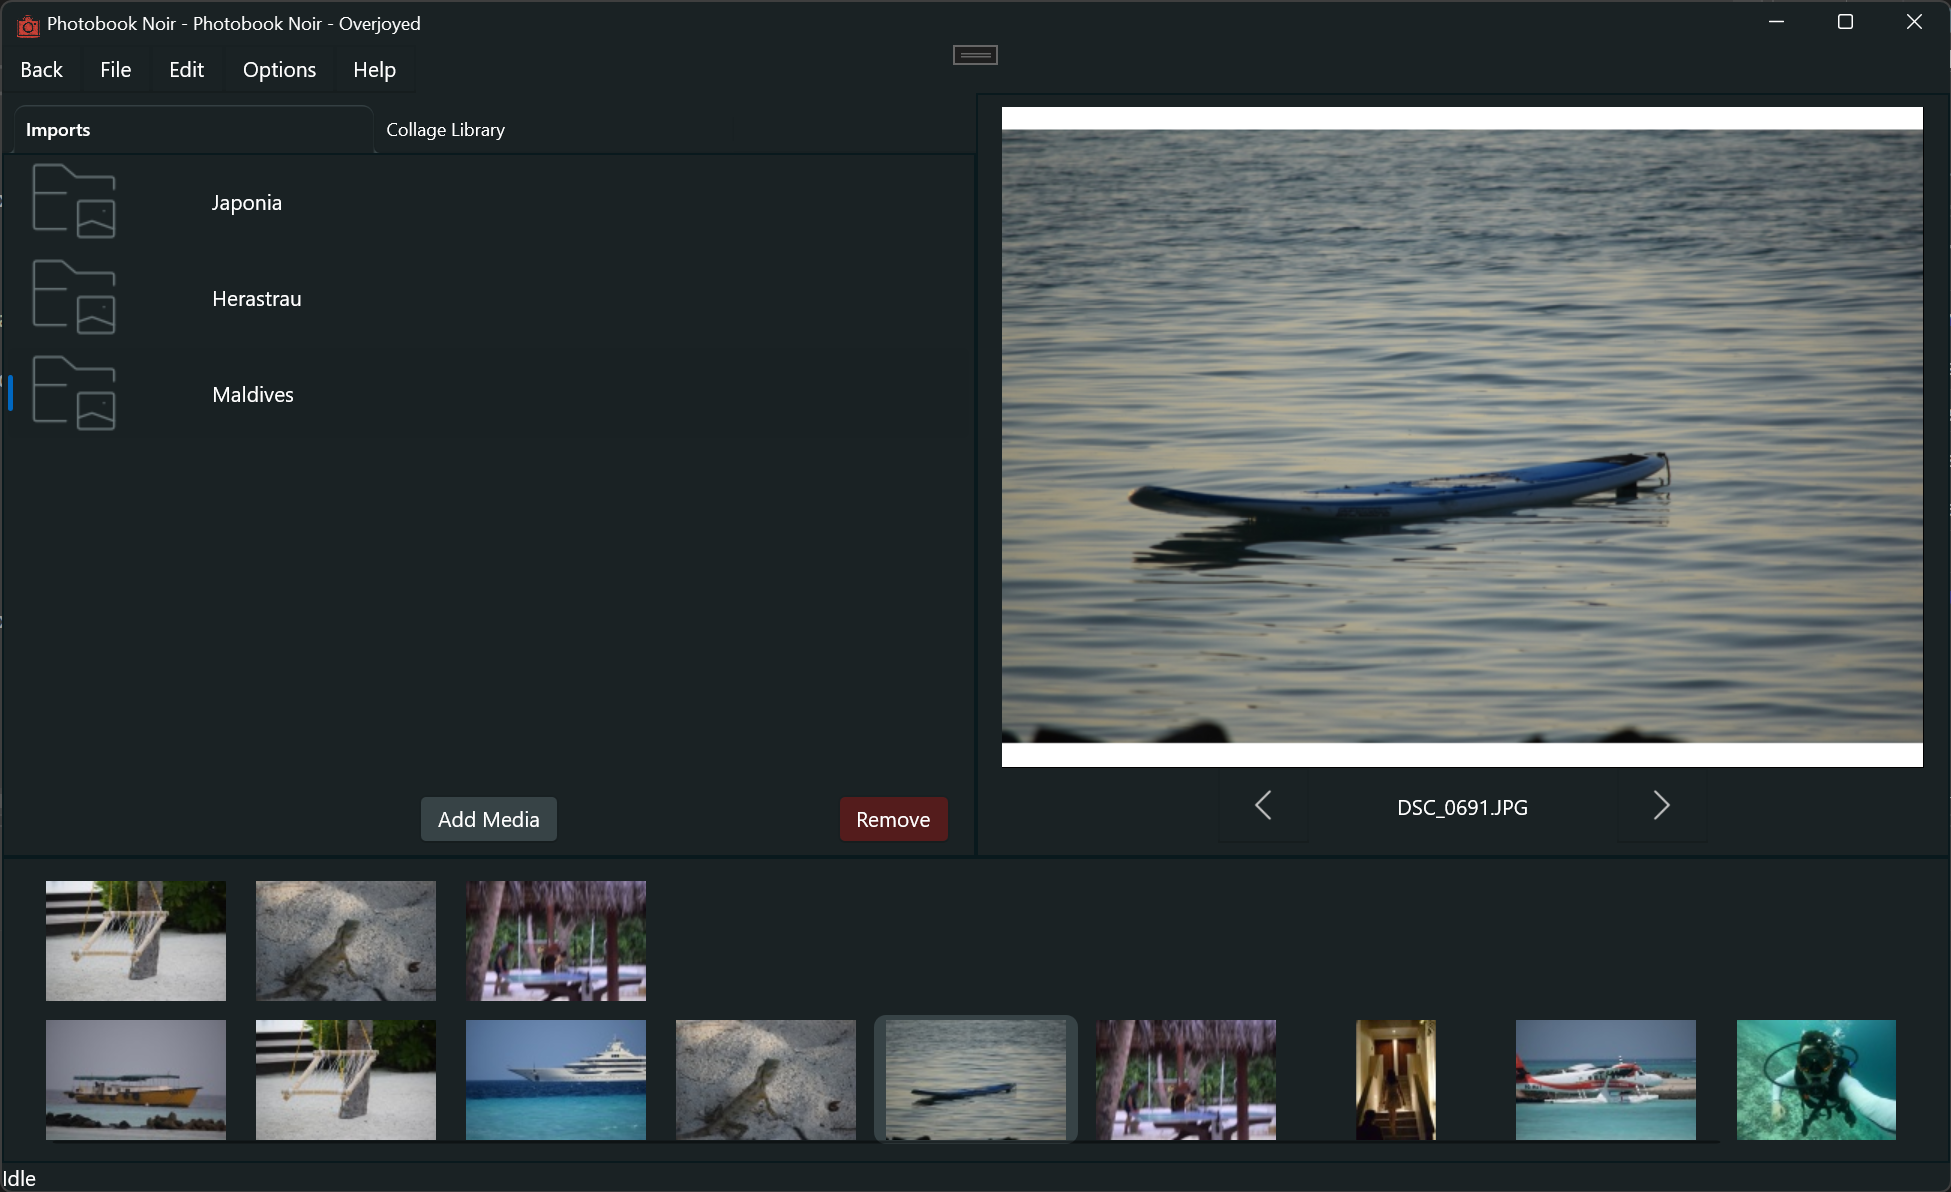 Photobook Noir - Photobook Noir - Overjoyed
Back File Edit Options Help
Imports Collage Library
Japonia
Herastrau
Maldives
Add Media Remove
DSC_0691.JPG
Idle